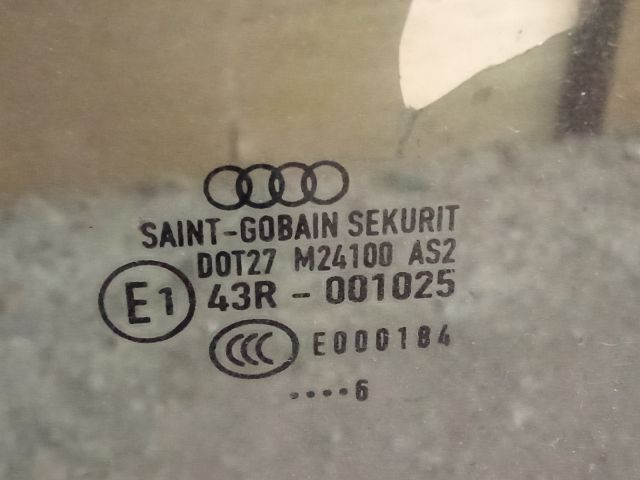 SAINT-GOBAIN SEKURIT
DOT27 M24100 AS2
E1 43R - 001025
CCC E000184
····6